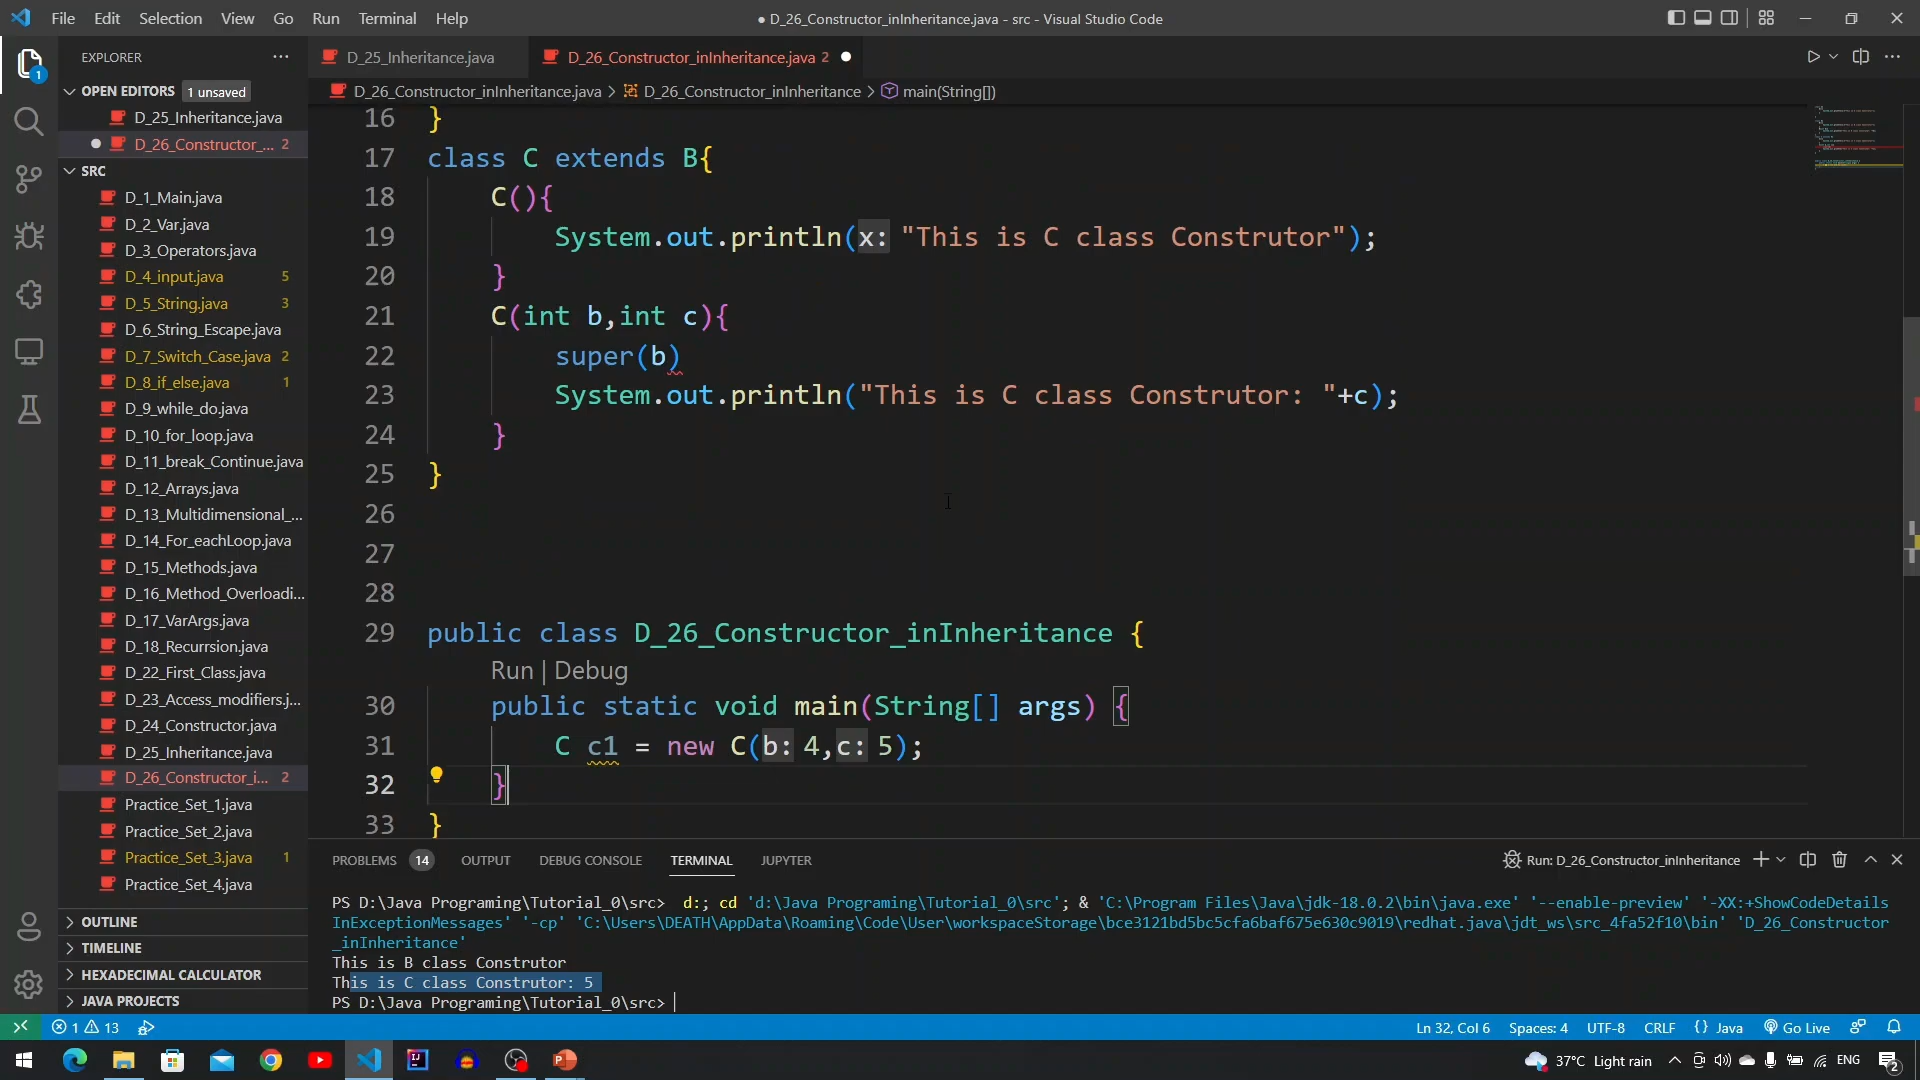 File Edit Selection View Go Run Terminal Help
● D_26_Constructor_inInheritance.java - src - Visual Studio Code
EXPLORER
D_25_Inheritance.java
D_26_Constructor_inInheritance.java 2
OPEN EDITORS 1 unsaved
D_25_Inheritance.java
D_26_Constructor_... 2
SRC
D_1_Main.java
D_2_Var.java
D_3_Operators.java
D_4_input.java 5
D_5_String.java 3
D_6_String_Escape.java
D_7_Switch_Case.java 2
D_8_if_else.java 1
D_9_while_do.java
D_10_for_loop.java
D_11_break_Continue.java
D_12_Arrays.java
D_13_Multidimensional_...
D_14_For_eachLoop.java
D_15_Methods.java
D_16_Method_Overloadi...
D_17_VarArgs.java
D_18_Recurrsion.java
D_22_First_Class.java
D_23_Access_modifiers.j...
D_24_Constructor.java
D_25_Inheritance.java
D_26_Constructor_i... 2
Practice_Set_1.java
Practice_Set_2.java
Practice_Set_3.java 1
Practice_Set_4.java
OUTLINE
TIMELINE
HEXADECIMAL CALCULATOR
JAVA PROJECTS
D_26_Constructor_inInheritance.java > D_26_Constructor_inInheritance > main(String[])
16 }
17 class C extends B{
18 C(){
19 System.out.println(x: "This is C class Construtor");
20 }
21 C(int b,int c){
22 super(b)
23 System.out.println("This is C class Construtor: "+c);
24 }
25 }
26
27
28
29 public class D_26_Constructor_inInheritance {
Run | Debug
30 public static void main(String[] args) {
31 C c1 = new C(b: 4,c: 5);
32 }
33 }
PROBLEMS 14 OUTPUT DEBUG CONSOLE TERMINAL JUPYTER
Run: D_26_Constructor_inInheritance
PS D:\Java Programing\Tutorial_0\src> d:; cd 'd:\Java Programing\Tutorial_0\src'; & 'C:\Program Files\Java\jdk-18.0.2\bin\java.exe' '--enable-preview' '-XX:+ShowCodeDetails
InExceptionMessages' '-cp' 'C:\Users\DEATH\AppData\Roaming\Code\User\workspaceStorage\bce3121bd5bc5cfa6baf675e630c9019\redhat.java\jdt_ws\src_4fa52f10\bin' 'D_26_Constructor
_inInheritance'
This is B class Construtor
This is C class Construtor: 5
PS D:\Java Programing\Tutorial_0\src>
1 13
Ln 32, Col 6 Spaces: 4 UTF-8 CRLF {} Java Go Live
37°C Light rain ENG 2